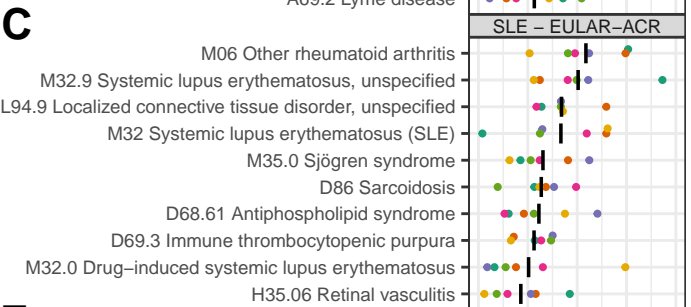 A69.2 Lyme disease
C
SLE – EULAR–ACR
M06 Other rheumatoid arthritis
M32.9 Systemic lupus erythematosus, unspecified
L94.9 Localized connective tissue disorder, unspecified
M32 Systemic lupus erythematosus (SLE)
M35.0 Sjögren syndrome
D86 Sarcoidosis
D68.61 Antiphospholipid syndrome
D69.3 Immune thrombocytopenic purpura
M32.0 Drug–induced systemic lupus erythematosus
H35.06 Retinal vasculitis